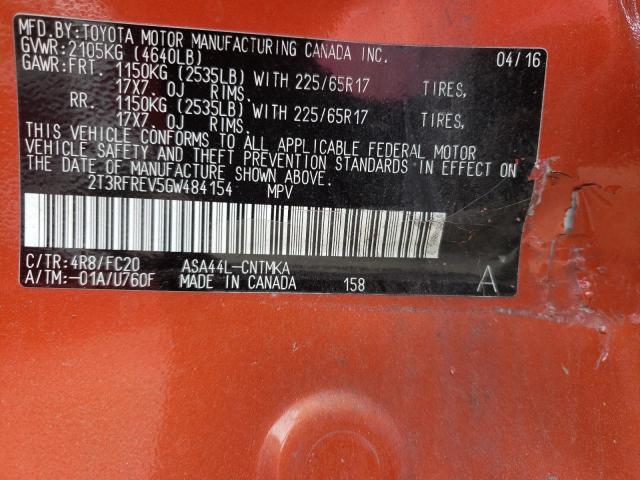 MFD. BY: TOYOTA MOTOR MANUFACTURING CANADA INC.
GVWR: 2105KG (4640LB) 04/16
GAWR: FRT. 1150KG (2535LB) WITH 225/65R17 TIRES,
17X7.0J RIMS.
RR. 1150KG (2535LB) WITH 225/65R17 TIRES,
17X7.0J RIMS.
THIS VEHICLE CONFORMS TO ALL APPLICABLE FEDERAL MOTOR
VEHICLE SAFETY AND THEFT PREVENTION STANDARDS IN EFFECT ON
THE DATE OF MANUFACTURE SHOWN ABOVE.
2T3RFREV5GW484154 MPV
C/TR: 4R8/FC20 ASA44L-CNTMKA
A/TM: -01A/U760F MADE IN CANADA 158 A